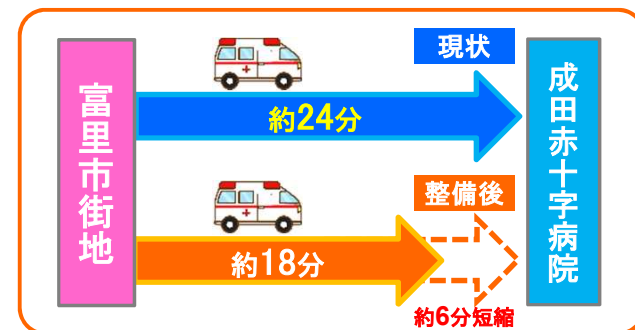 富里市街地
現状
約24分
整備後
約18分
約6分短縮
成田赤十字病院